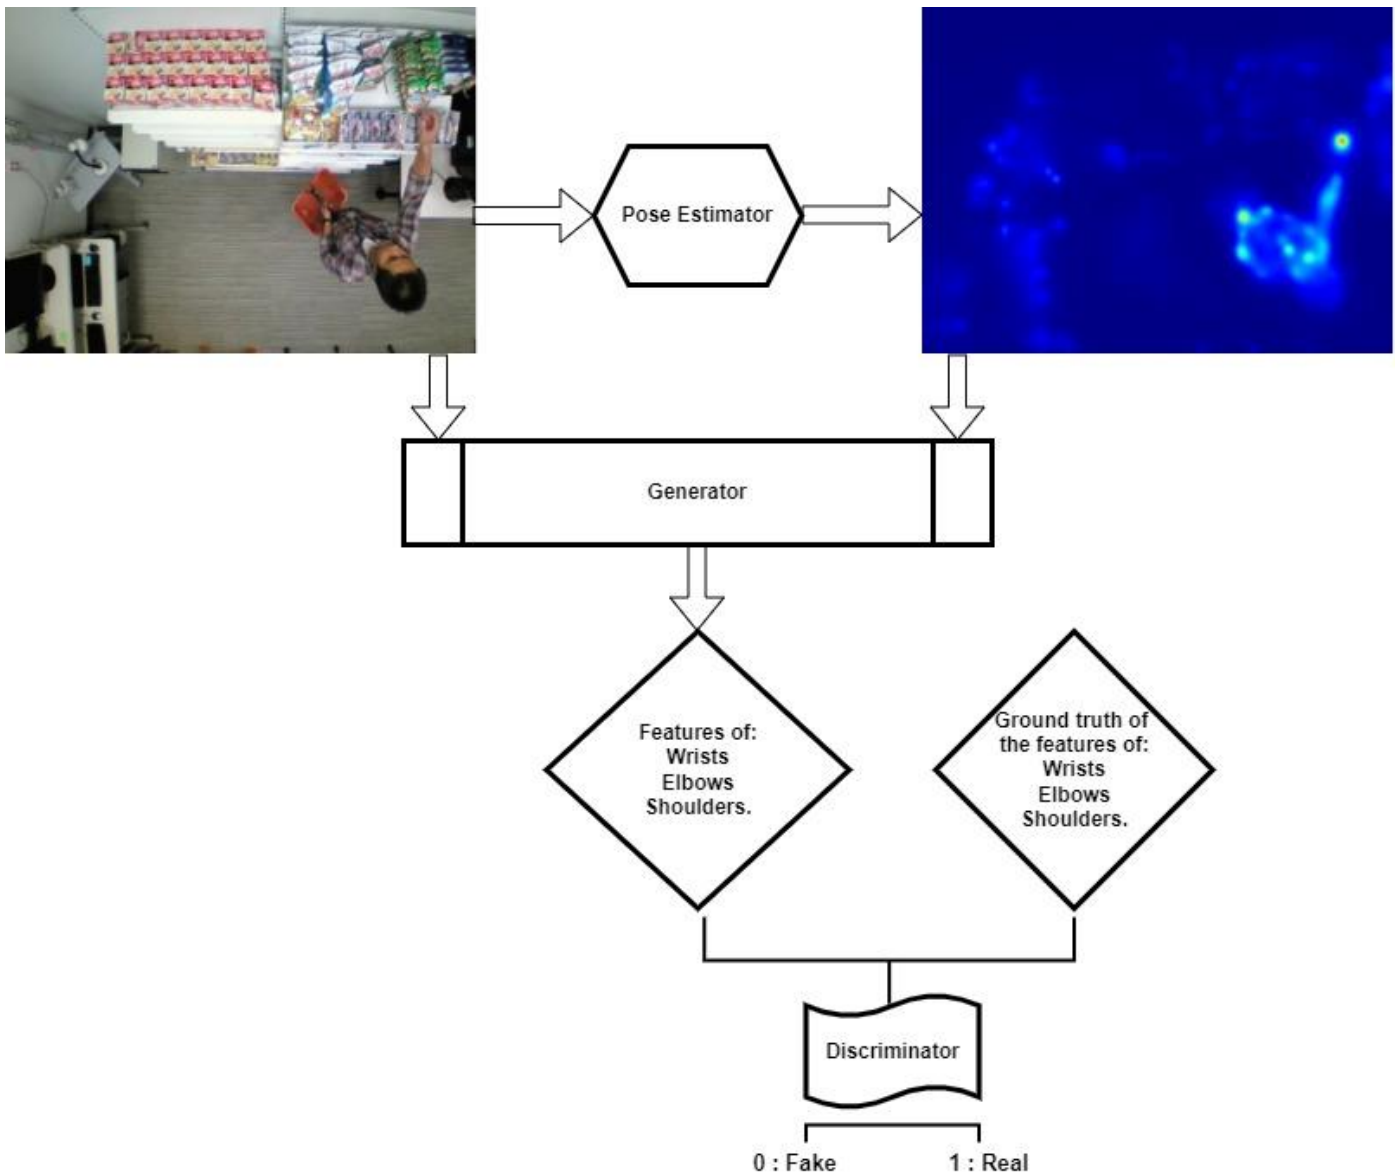 Pose Estimator
Generator
Features of:
Wrists
Elbows
Shoulders.
Ground truth of
the features of:
Wrists
Elbows
Shoulders.
Discriminator
0 : Fake
1 : Real